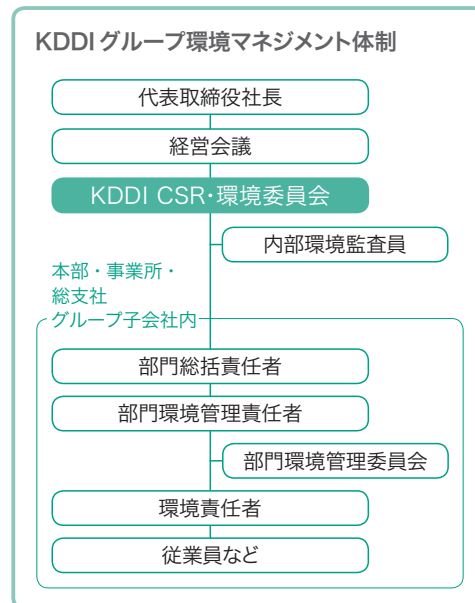 KDDIグループ環境マネジメント体制
代表取締役社長
経営会議
KDDI CSR・環境委員会
内部環境監査員
本部・事業所・
総支社
グループ子会社内
部門総括責任者
部門環境管理責任者
部門環境管理委員会
環境責任者
従業員など